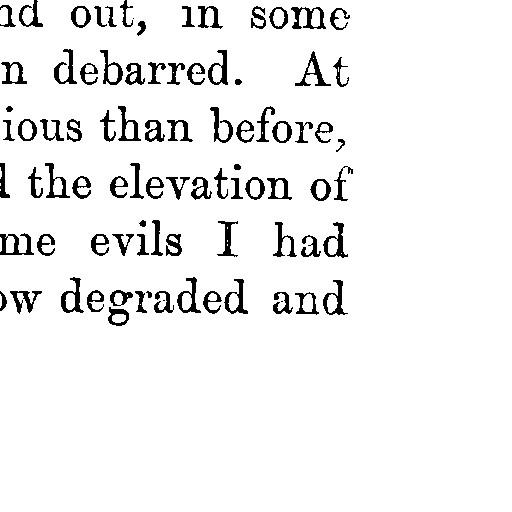 nd out, in some
n debarred. At
ious than before,
d the elevation of
me evils I had
ow degraded and